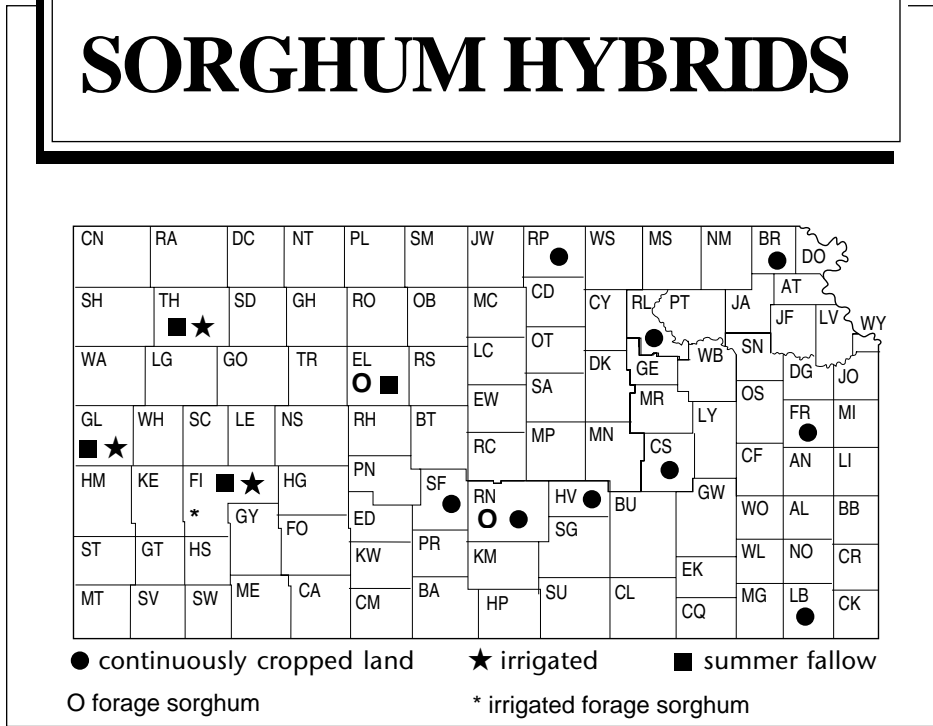 SORGHUM HYBRIDS
CN RA DC NT PL SM JW RP WS MS NM BR DO
CD AT
SH TH SD GH RO OB MC CY RL PT JA JF LV WY
OT
WA LG GO TR EL RS LC DK GE WB SN DG JO
O
SA MR OS
EW
GL WH SC LE NS RH BT LY FR MI
RC MP MN CS
HM KE FI HG PN SF RN HV BU GW CF AN LI
* GY ED O SG WO AL BB
FO
ST GT HS KW PR KM WL NO CR
EK
MT SV SW ME CA CM BA HP SU CL CQ MG LB CK
● continuously cropped land ★ irrigated ■ summer fallow
O forage sorghum * irrigated forage sorghum